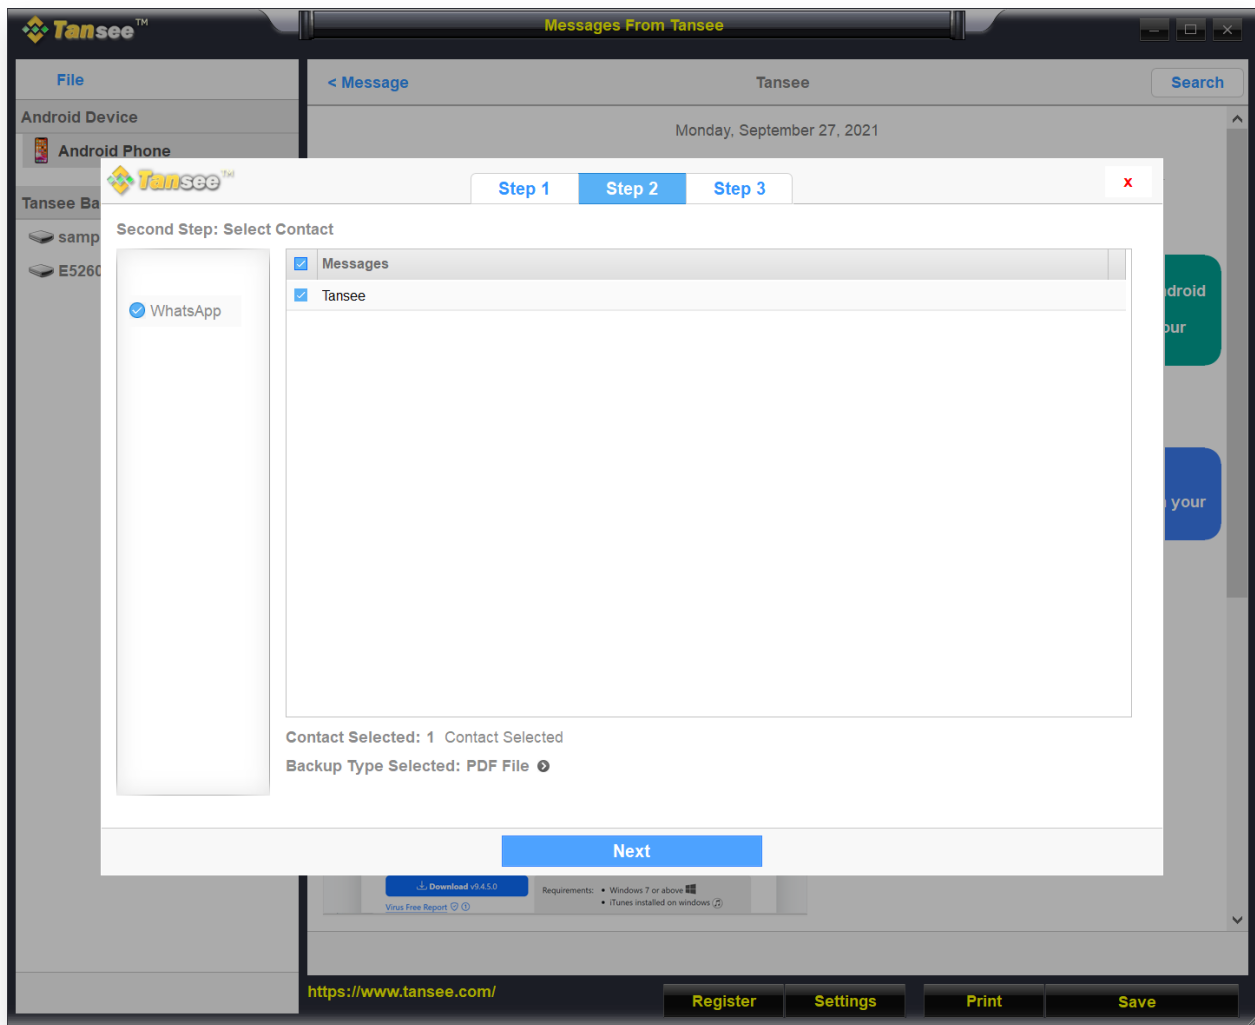 Tansee™
Messages From Tansee
File
< Message
Tansee
Search
Android Device
Monday, September 27, 2021
Android Phone
Tansee™
Step 1
Step 2
Step 3
x
Tansee Ba
Second Step: Select Contact
samp
Messages
E5260
Tansee
droid
WhatsApp
our
your
Contact Selected: 1 Contact Selected
Backup Type Selected: PDF File
Next
Download v9.4.5.0
Requirements: • Windows 7 or above
Virus Free Report
• iTunes installed on windows
https://www.tansee.com/
Register
Settings
Print
Save